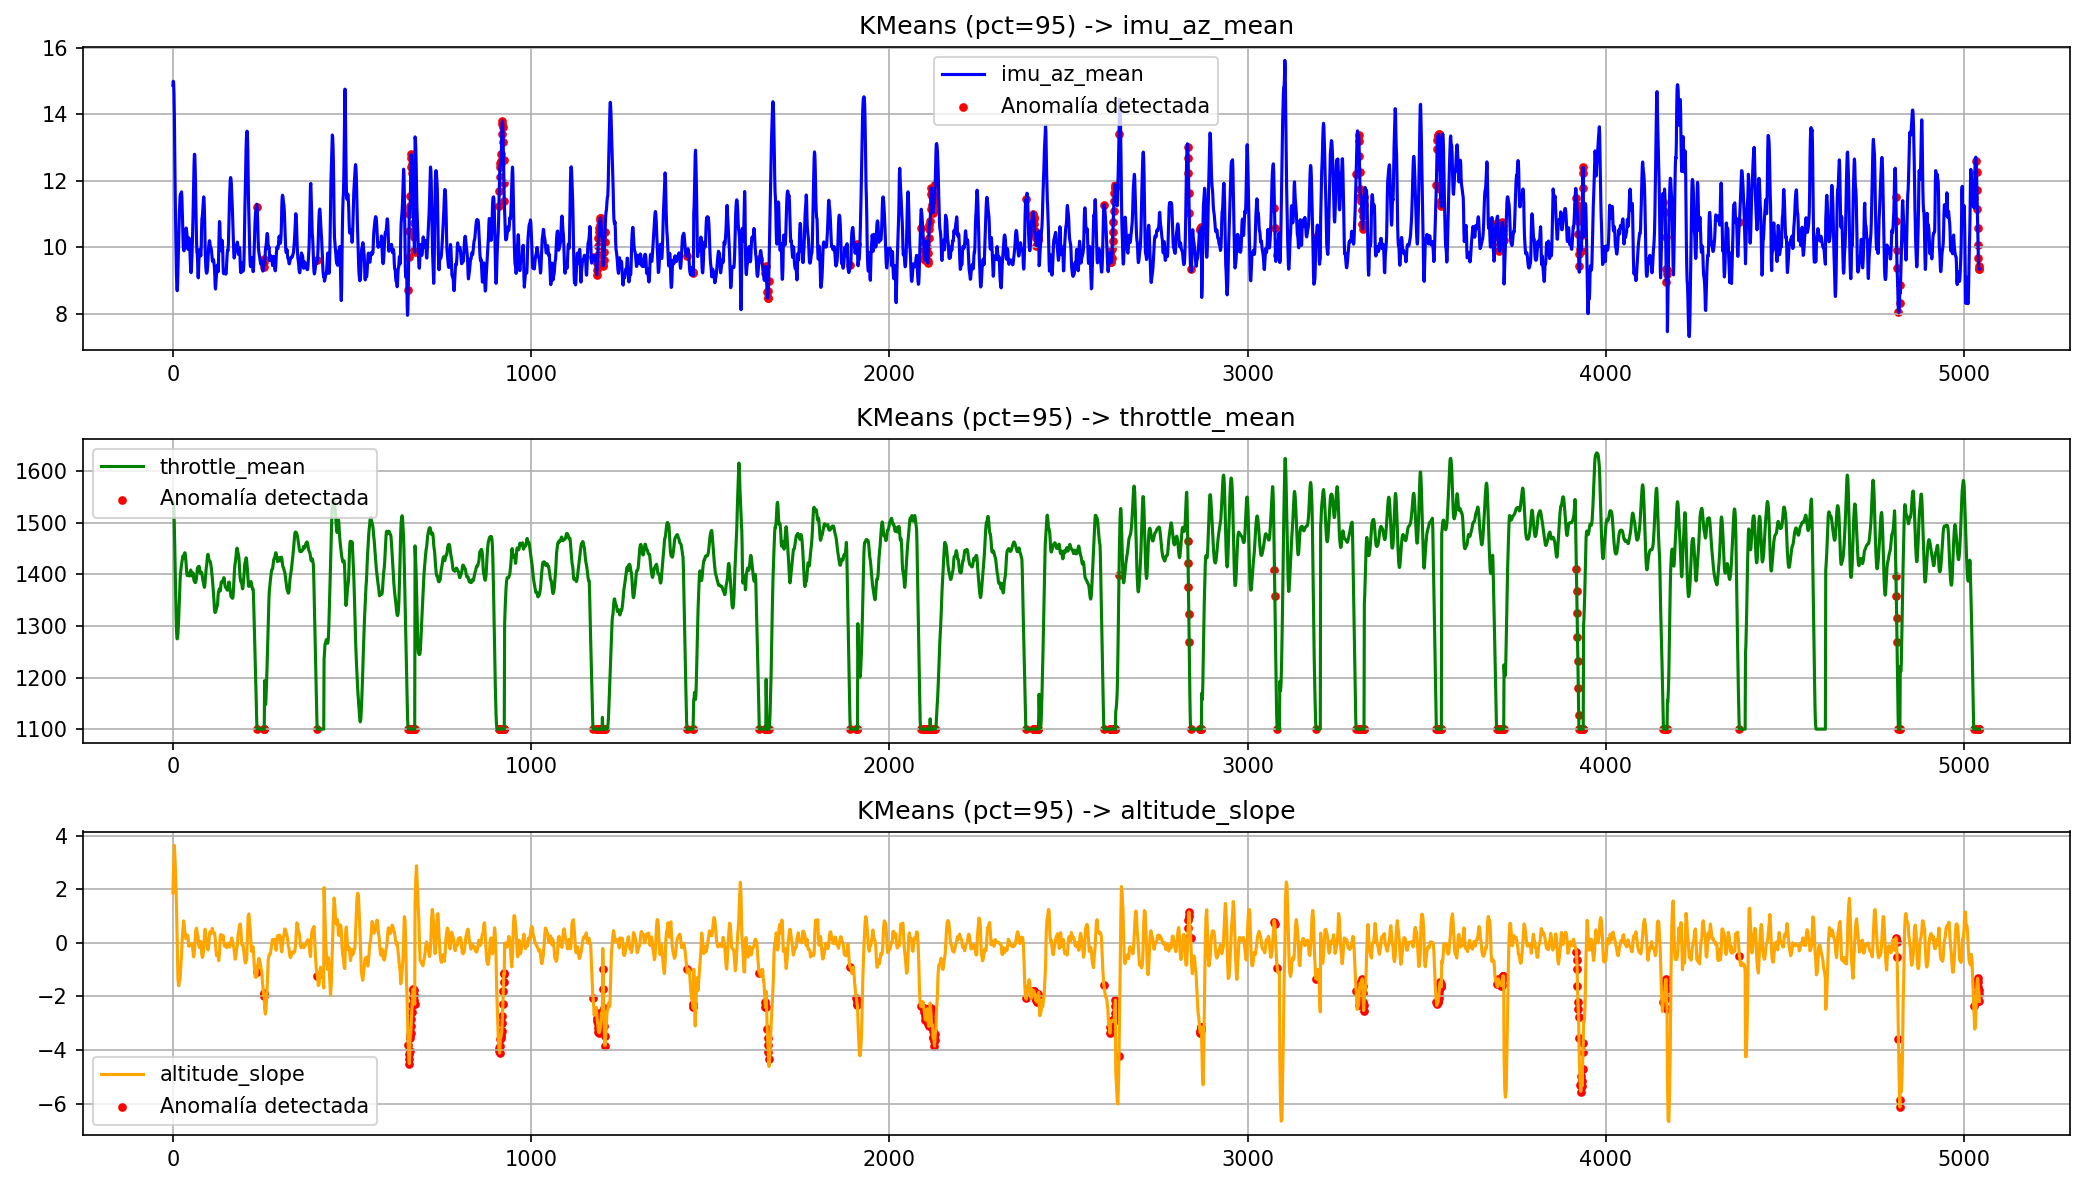 KMeans (pct=95) -> imu_az_mean
16
14
12
10
8
imu_az_mean
Anomalía detectada
0 1000 2000 3000 4000 5000
KMeans (pct=95) -> throttle_mean
1600
1500
1400
1300
1200
1100
throttle_mean
Anomalía detectada
0 1000 2000 3000 4000 5000
KMeans (pct=95) -> altitude_slope
4
2
0
−2
−4
−6
altitude_slope
Anomalía detectada
0 1000 2000 3000 4000 5000